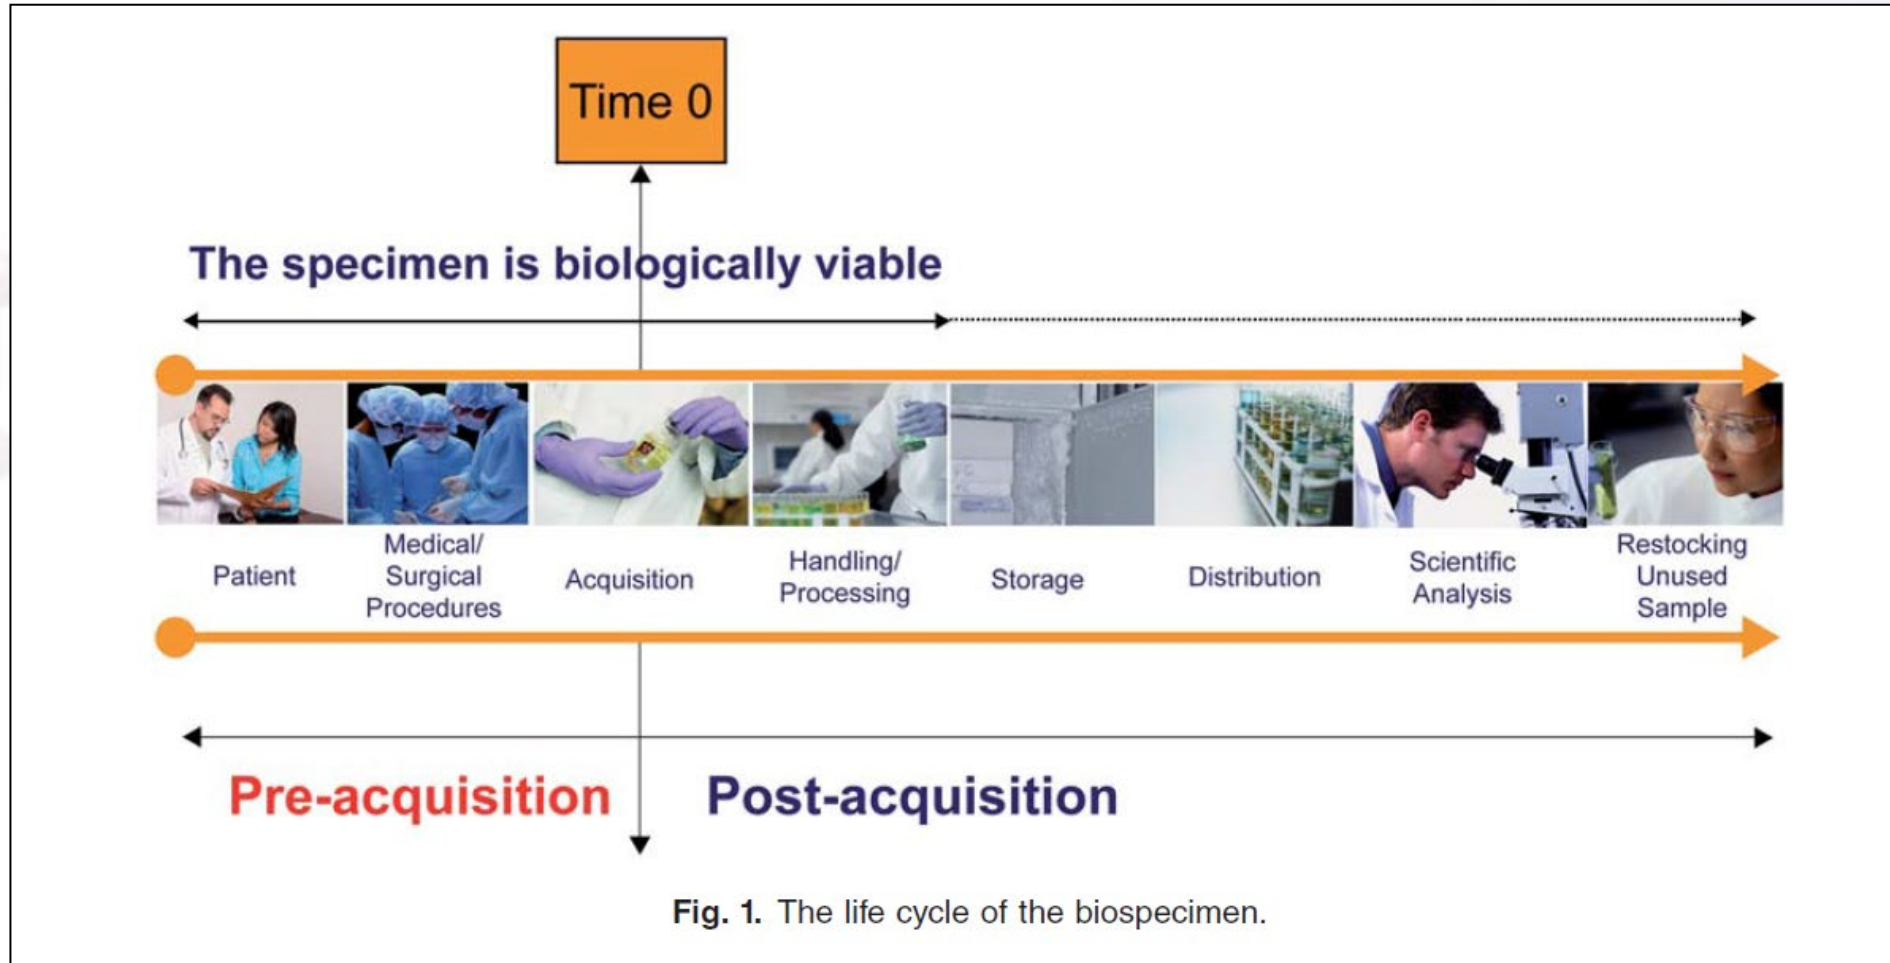 Time 0
The specimen is biologically viable
Patient
Medical/
Surgical
Procedures
Acquisition
Handling/
Processing
Storage
Distribution
Scientific
Analysis
Restocking
Unused
Sample
Pre-acquisition
Post-acquisition
Fig. 1. The life cycle of the biospecimen.